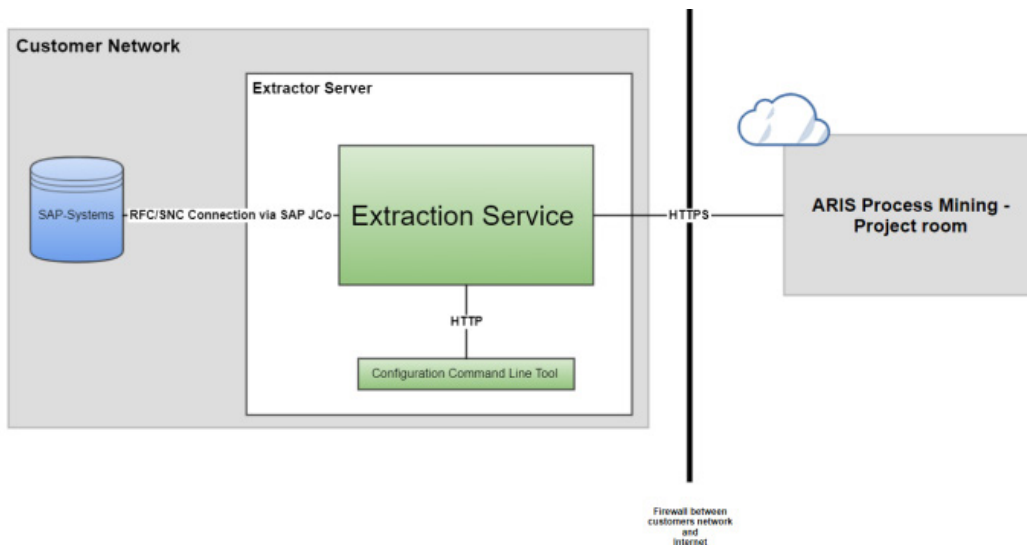 Customer Network
Extractor Server
SAP-Systems
RFC/SNC Connection via SAP JCo
Extraction Service
HTTPS
ARIS Process Mining -
Project room
HTTP
Configuration Command Line Tool
Firewall between
customers network
and
Internet